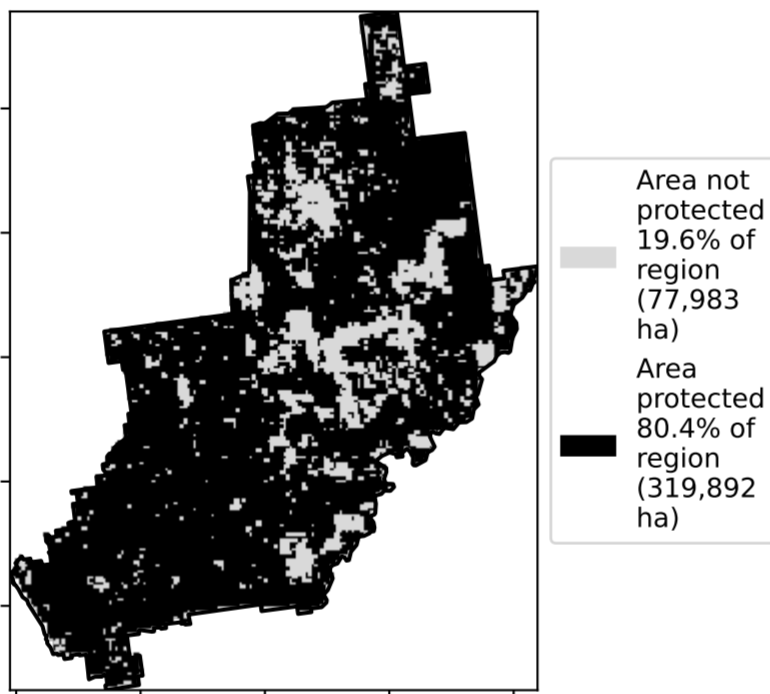 Area not
protected
19.6% of
region
(77,983
ha)
Area
protected
80.4% of
region
(319,892
ha)